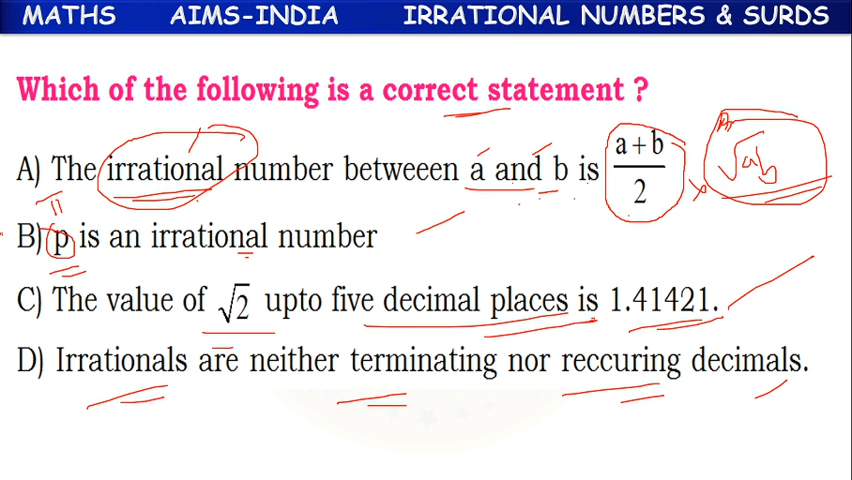 MATHS AIMS-INDIA IRRATIONAL NUMBERS & SURDS
Which of the following is a correct statement ?
A) The irrational number betweeen a and b is a+b/2 √ab
π
B) p is an irrational number
C) The value of √2 upto five decimal places is 1.41421.
D) Irrationals are neither terminating nor reccuring decimals.